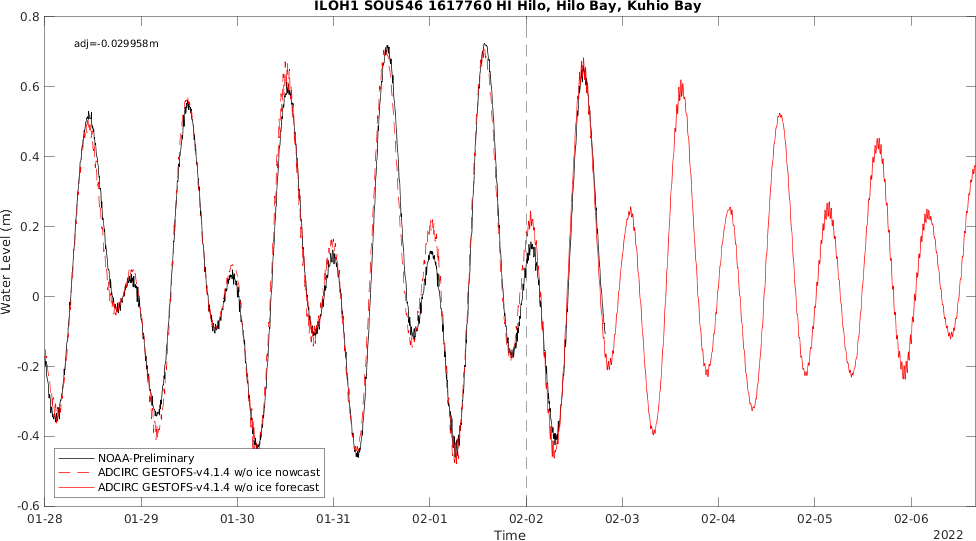 ILOH1 SOUS46 1617760 HI Hilo, Hilo Bay, Kuhio Bay
adj=-0.029958m
0.8
0.6
0.4
0.2
0
-0.2
-0.4
-0.6
Water Level (m)
NOAA-Preliminary
ADCIRC GESTOFS-v4.1.4 w/o ice nowcast
ADCIRC GESTOFS-v4.1.4 w/o ice forecast
01-28 01-29 01-30 01-31 02-01 02-02 02-03 02-04 02-05 02-06
Time
2022